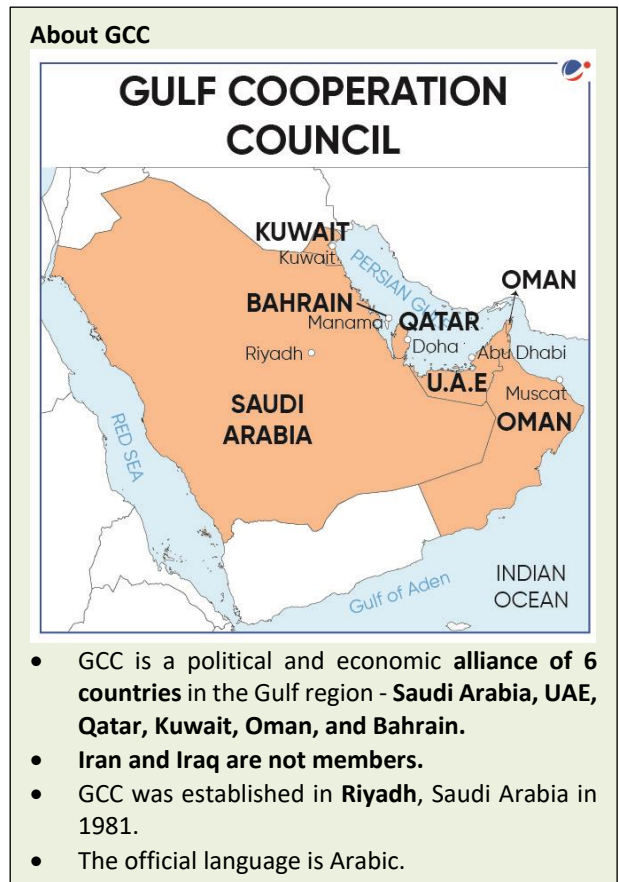 About GCC
GULF COOPERATION
COUNCIL
KUWAIT
Kuwait
PERSIAN GULF
OMAN
BAHRAIN
Manama
QATAR
Doha
Abu Dhabi
Riyadh
U.A.E
Muscat
SAUDI
ARABIA
OMAN
RED SEA
Gulf of Aden
INDIAN
OCEAN
• GCC is a political and economic alliance of 6
countries in the Gulf region - Saudi Arabia, UAE,
Qatar, Kuwait, Oman, and Bahrain.
• Iran and Iraq are not members.
• GCC was established in Riyadh, Saudi Arabia in
1981.
• The official language is Arabic.